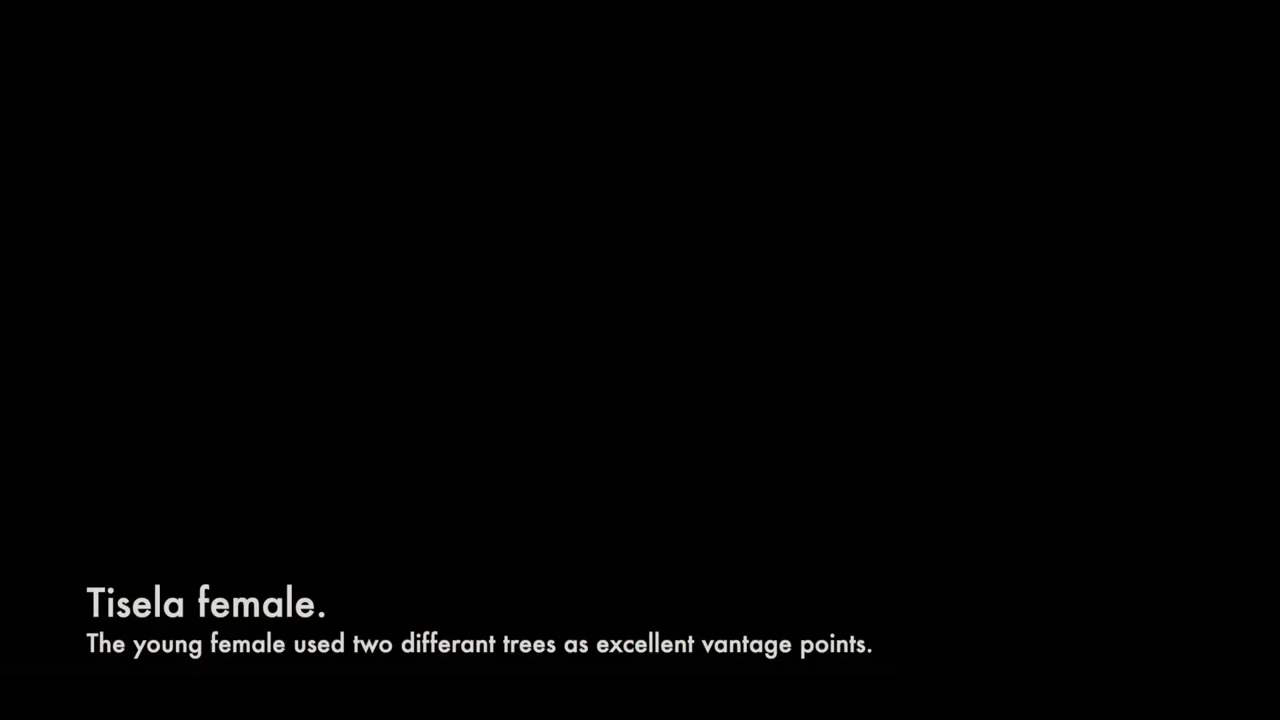 Tisela female.
The young female used two differant trees as excellent vantage points.